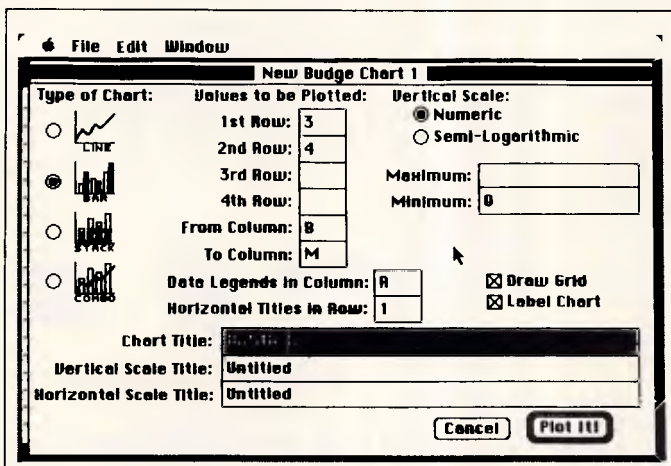 File Edit Window
New Budge Chart 1
Type of Chart: Values to be Plotted: Vertical Scale:
LINE
BAR
STACK
COMBO
1st Row: 3
2nd Row: 4
3rd Row:
4th Row:
From Column: B
To Column: M
Numeric
Semi-Logarithmic
Maximum:
Minimum: 0
Data Legends in Column: A
Horizontal Titles in Row: 1
Draw Grid
Label Chart
Chart Title:
Vertical Scale Title: Untitled
Horizontal Scale Title: Untitled
Cancel Plot It!